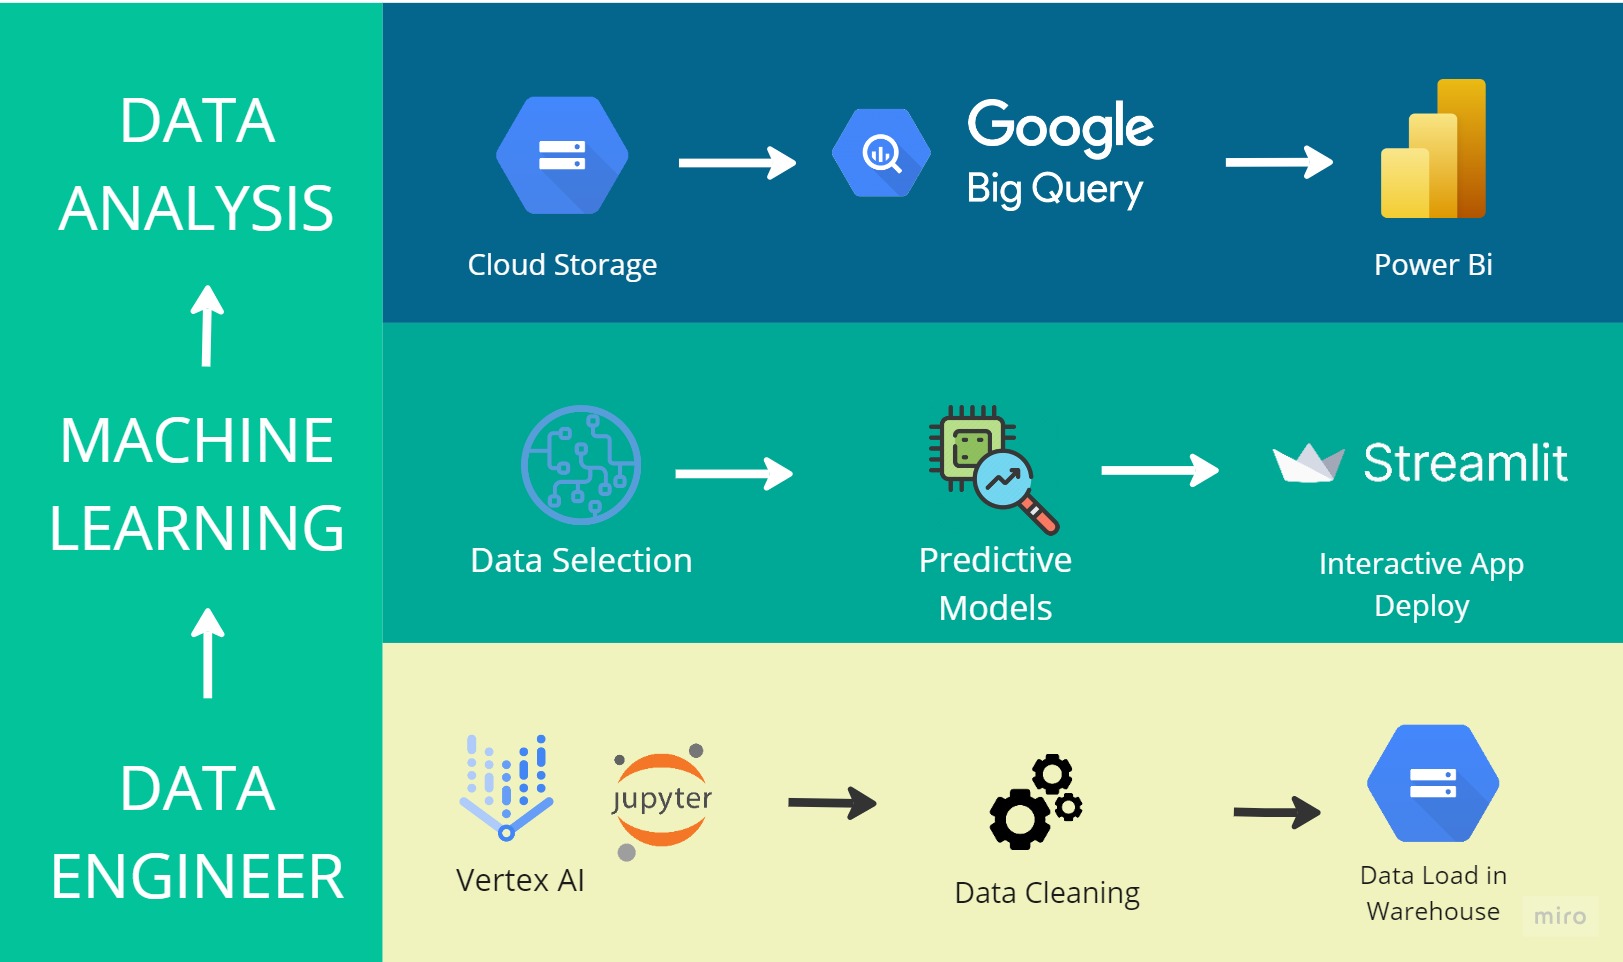 DATA
ANALYSIS
Cloud Storage
Google
Big Query
Power Bi
MACHINE
LEARNING
Data Selection
Predictive
Models
Streamlit
Interactive App
Deploy
DATA
ENGINEER
Vertex AI
jupyter
Data Cleaning
Data Load in
Warehouse
miro